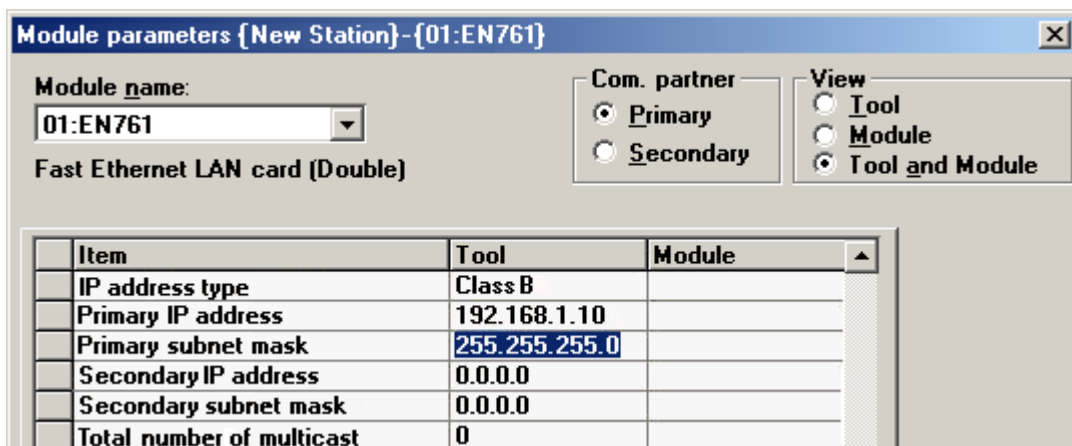 Module parameters {New Station}-{01:EN761}
Module name:
01:EN761
Fast Ethernet LAN card (Double)
Com. partner
Primary
Secondary
View
Tool
Module
Tool and Module
Item Tool Module
IP address type Class B
Primary IP address 192.168.1.10
Primary subnet mask 255.255.255.0
Secondary IP address 0.0.0.0
Secondary subnet mask 0.0.0.0
Total number of multicast 0